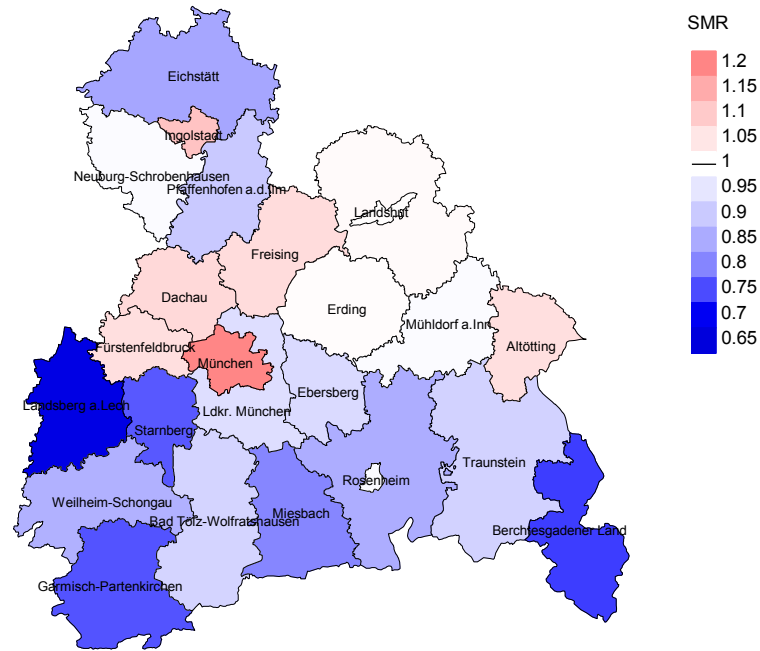 SMR
1.2
1.15
1.1
1.05
1
0.95
0.9
0.85
0.8
0.75
0.7
0.65
Eichstätt
Ingolstadt
Neuburg-Schrobenhausen
Pfaffenhofen a.d.Ilm
Landshut
Freising
Dachau
Erding
Mühldorf a.Inn
Altötting
Fürstenfeldbruck
München
Ebersberg
Landsberg a.Lech
Ldkr. München
Starnberg
Traunstein
Rosenheim
Weilheim-Schongau
Miesbach
Bad Tölz-Wolfratshausen
Berchtesgadener Land
Garmisch-Partenkirchen